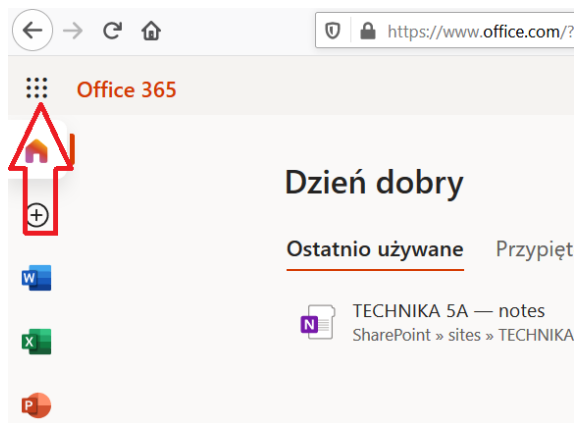 https://www.office.com/?
Office 365
Dzień dobry
Ostatnio używane Przypięt
TECHNIKA 5A — notes
SharePoint » sites » TECHNIKA
N
W
X
P